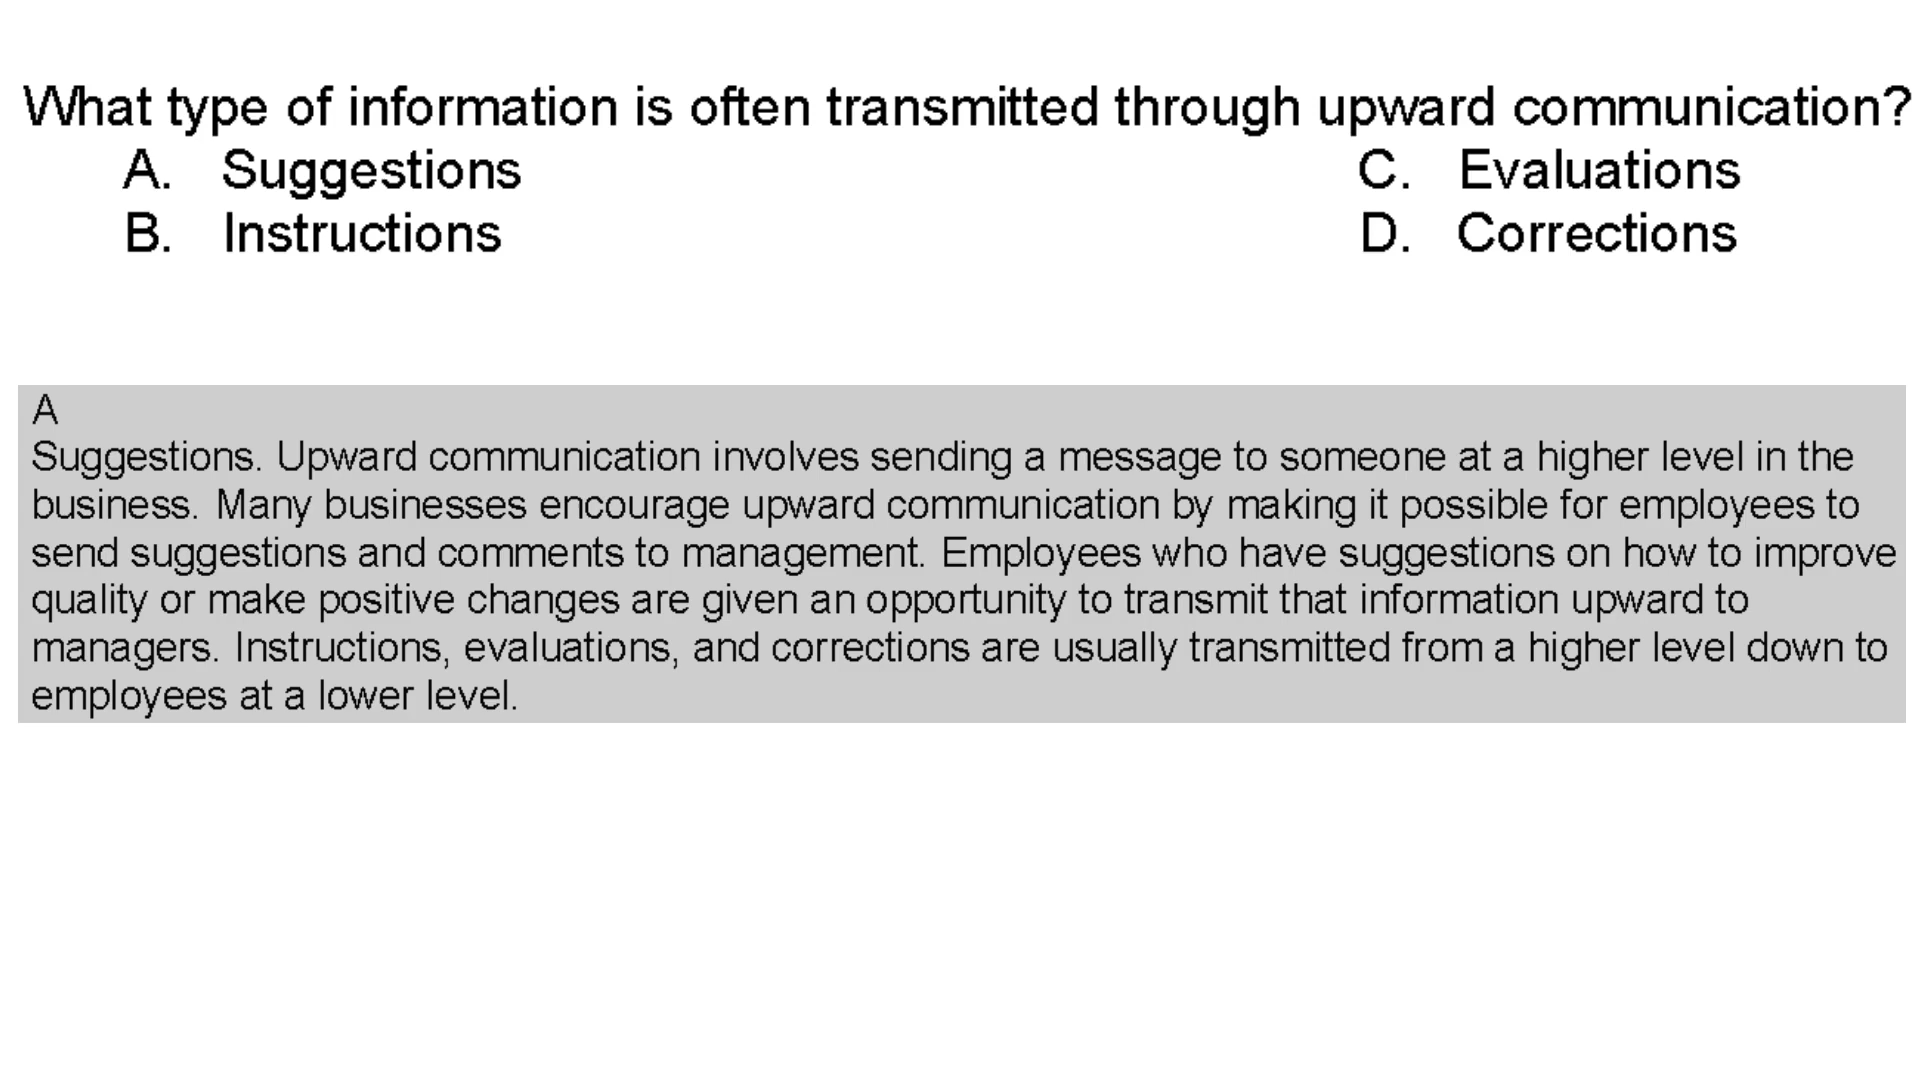 What type of information is often transmitted through upward communication?
A. Suggestions C. Evaluations
B. Instructions D. Corrections
A
Suggestions. Upward communication involves sending a message to someone at a higher level in the
business. Many businesses encourage upward communication by making it possible for employees to
send suggestions and comments to management. Employees who have suggestions on how to improve
quality or make positive changes are given an opportunity to transmit that information upward to
managers. Instructions, evaluations, and corrections are usually transmitted from a higher level down to
employees at a lower level.